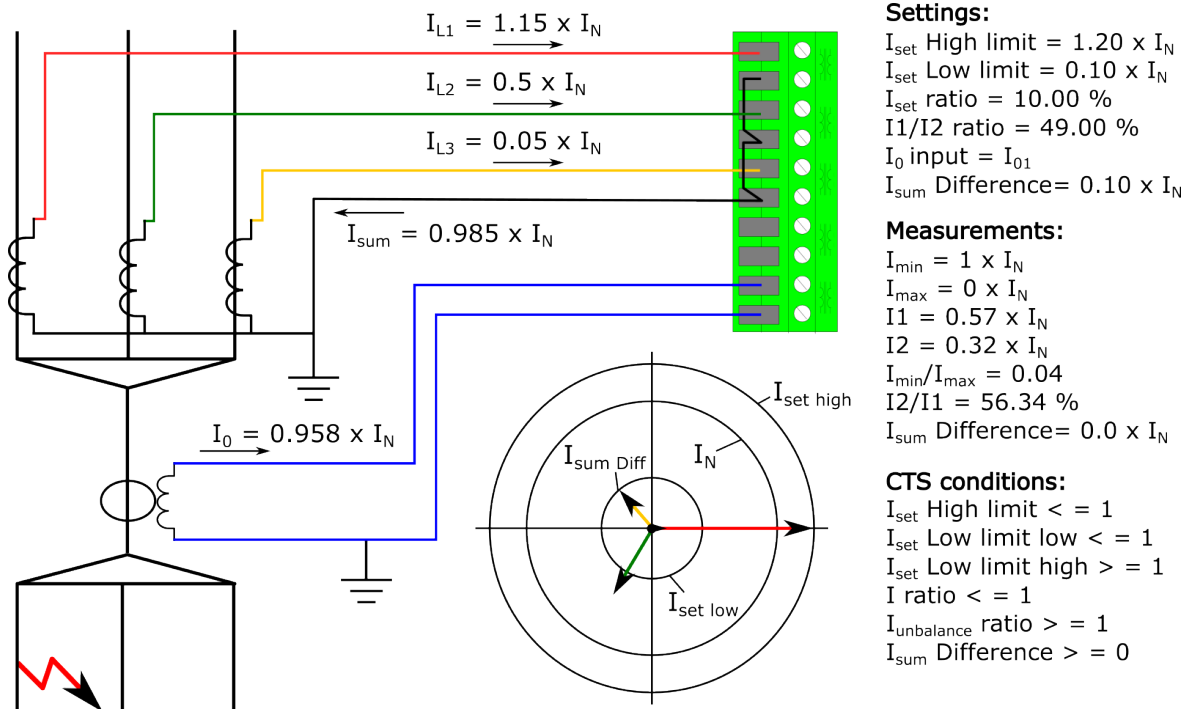 I_L1 = 1.15 x I_N
I_L2 = 0.5 x I_N
I_L3 = 0.05 x I_N
I_sum = 0.985 x I_N
I_0 = 0.958 x I_N
I_set high
I_N
I_sum Diff
I_set low
Settings:
I_set High limit = 1.20 x I_N
I_set Low limit = 0.10 x I_N
I_set ratio = 10.00 %
I1/I2 ratio = 49.00 %
I_0 input = I_01
I_sum Difference= 0.10 x I_N
Measurements:
I_min = 1 x I_N
I_max = 0 x I_N
I1 = 0.57 x I_N
I2 = 0.32 x I_N
I_min/I_max = 0.04
I2/I1 = 56.34 %
I_sum Difference= 0.0 x I_N
CTS conditions:
I_set High limit < = 1
I_set Low limit low < = 1
I_set Low limit high > = 1
I ratio < = 1
I_unbalance ratio > = 1
I_sum Difference > = 0